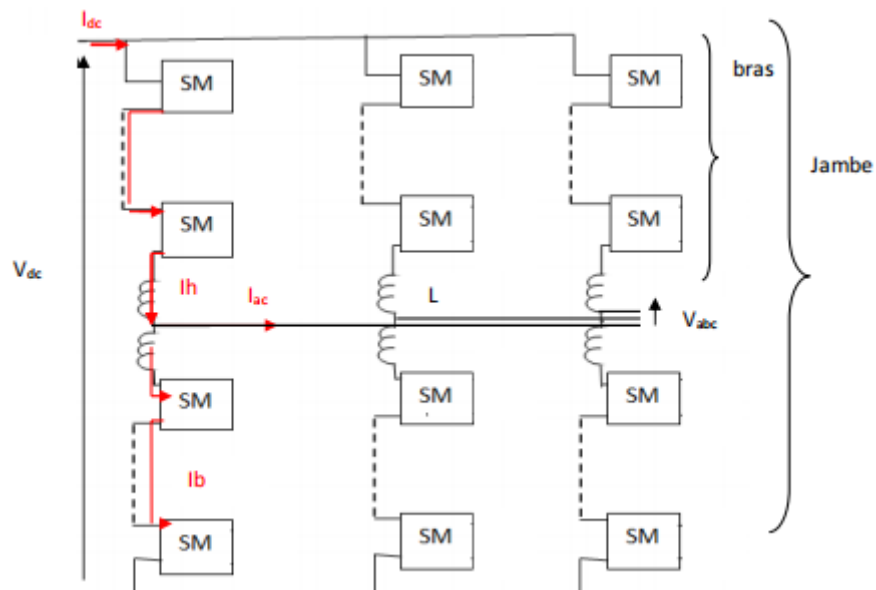 Idc
SM SM SM
bras
Jambe
SM SM SM
Vdc
Ih
Iac
L
Vabc
SM SM SM
Ib
SM SM SM